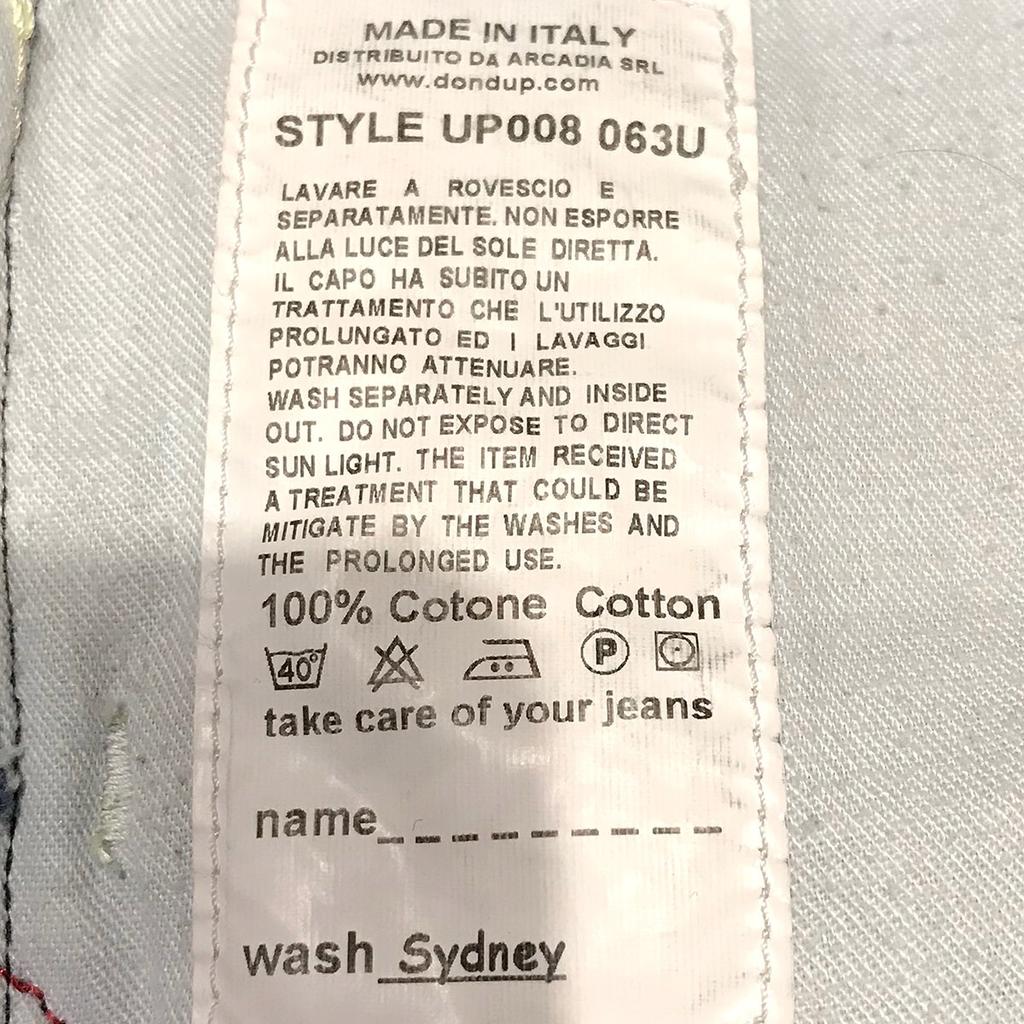 MADE IN ITALY
DISTRIBUITO DA ARCADIA SRL
www.dondup.com
STYLE UP008 063U
LAVARE A ROVESCIO E
SEPARATAMENTE. NON ESPORRE
ALLA LUCE DEL SOLE DIRETTA.
IL CAPO HA SUBITO UN
TRATTAMENTO CHE L'UTILIZZO
PROLUNGATO ED I LAVAGGI
POTRANNO ATTENUARE.
WASH SEPARATELY AND INSIDE
OUT. DO NOT EXPOSE TO DIRECT
SUN LIGHT. THE ITEM RECEIVED
A TREATMENT THAT COULD BE
MITIGATE BY THE WASHES AND
THE PROLONGED USE.
100% Cotone Cotton
40° P
take care of your jeans
name_ _ _ _ _ _ _ _ _
wash Sydney